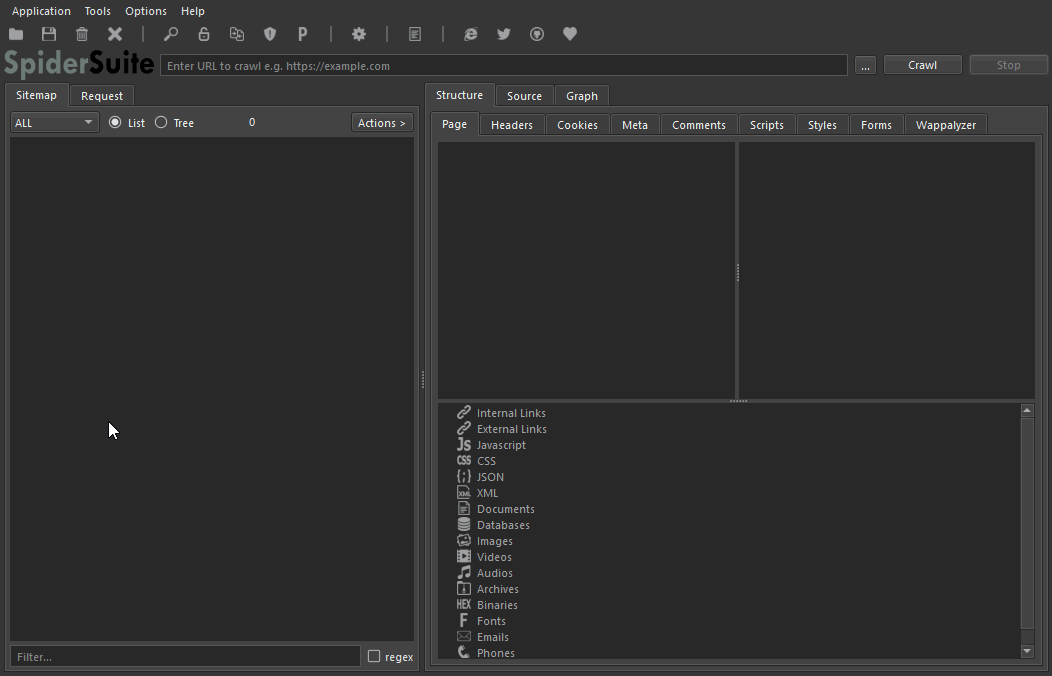 Application Tools Options Help
P
SpiderSuite Enter URL to crawl e.g. https://example.com ... Crawl Stop
Sitemap Request
Structure Source Graph
ALL List Tree 0 Actions >
Page Headers Cookies Meta Comments Scripts Styles Forms Wappalyzer
Internal Links
External Links
Js Javascript
CSS CSS
{;} JSON
XML XML
Documents
Databases
Images
Videos
Audios
Archives
HEX Binaries
F Fonts
Emails
Phones
Filter... regex